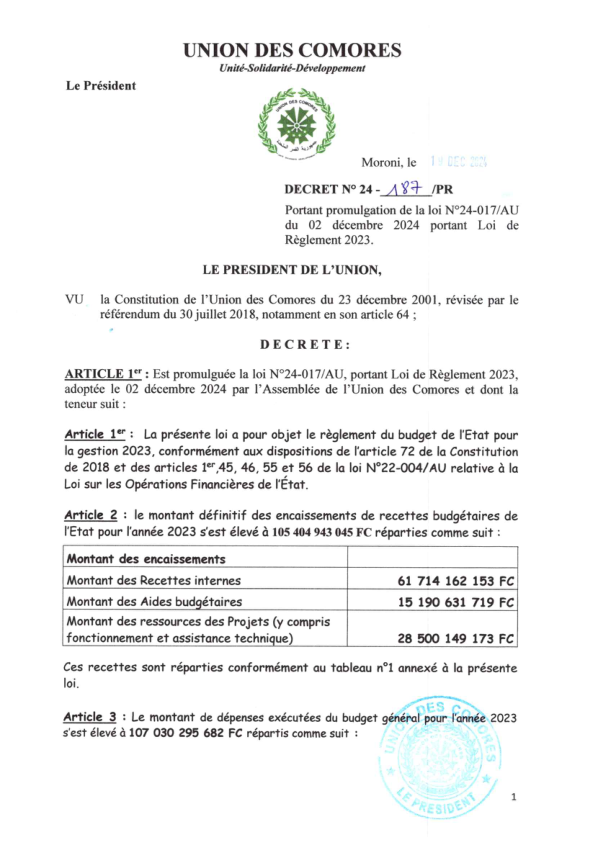 UNION DES COMORES
Unité-Solidarité-Développement
Le Président
UNION DES COMORES
Moroni, le DEC 2024
DECRET N° 24 - 187 /PR
Portant promulgation de la loi N°24-017/AU
du 02 décembre 2024 portant Loi de
Règlement 2023.
LE PRESIDENT DE L'UNION,
VU la Constitution de l'Union des Comores du 23 décembre 2001, révisée par le
référendum du 30 juillet 2018, notamment en son article 64 ;
D E C R E T E :
ARTICLE 1er : Est promulguée la loi N°24-017/AU, portant Loi de Règlement 2023,
adoptée le 02 décembre 2024 par l'Assemblée de l'Union des Comores et dont la
teneur suit :
Article 1er : La présente loi a pour objet le règlement du budget de l'Etat pour
la gestion 2023, conformément aux dispositions de l'article 72 de la Constitution
de 2018 et des articles 1er,45, 46, 55 et 56 de la loi N°22-004/AU relative à la
Loi sur les Opérations Financières de l'État.
Article 2 : le montant définitif des encaissements de recettes budgétaires de
l'Etat pour l'année 2023 s'est élevé à 105 404 943 045 FC réparties comme suit :
Montant des encaissements
Montant des Recettes internes 61 714 162 153 FC
Montant des Aides budgétaires 15 190 631 719 FC
Montant des ressources des Projets (y compris
fonctionnement et assistance technique) 28 500 149 173 FC
Ces recettes sont réparties conformément au tableau n°1 annexé à la présente
loi.
Article 3 : Le montant de dépenses exécutées du budget général pour l'année 2023
s'est élevé à 107 030 295 682 FC répartis comme suit :
UNION DES COMORES
LE PRESIDENT
1